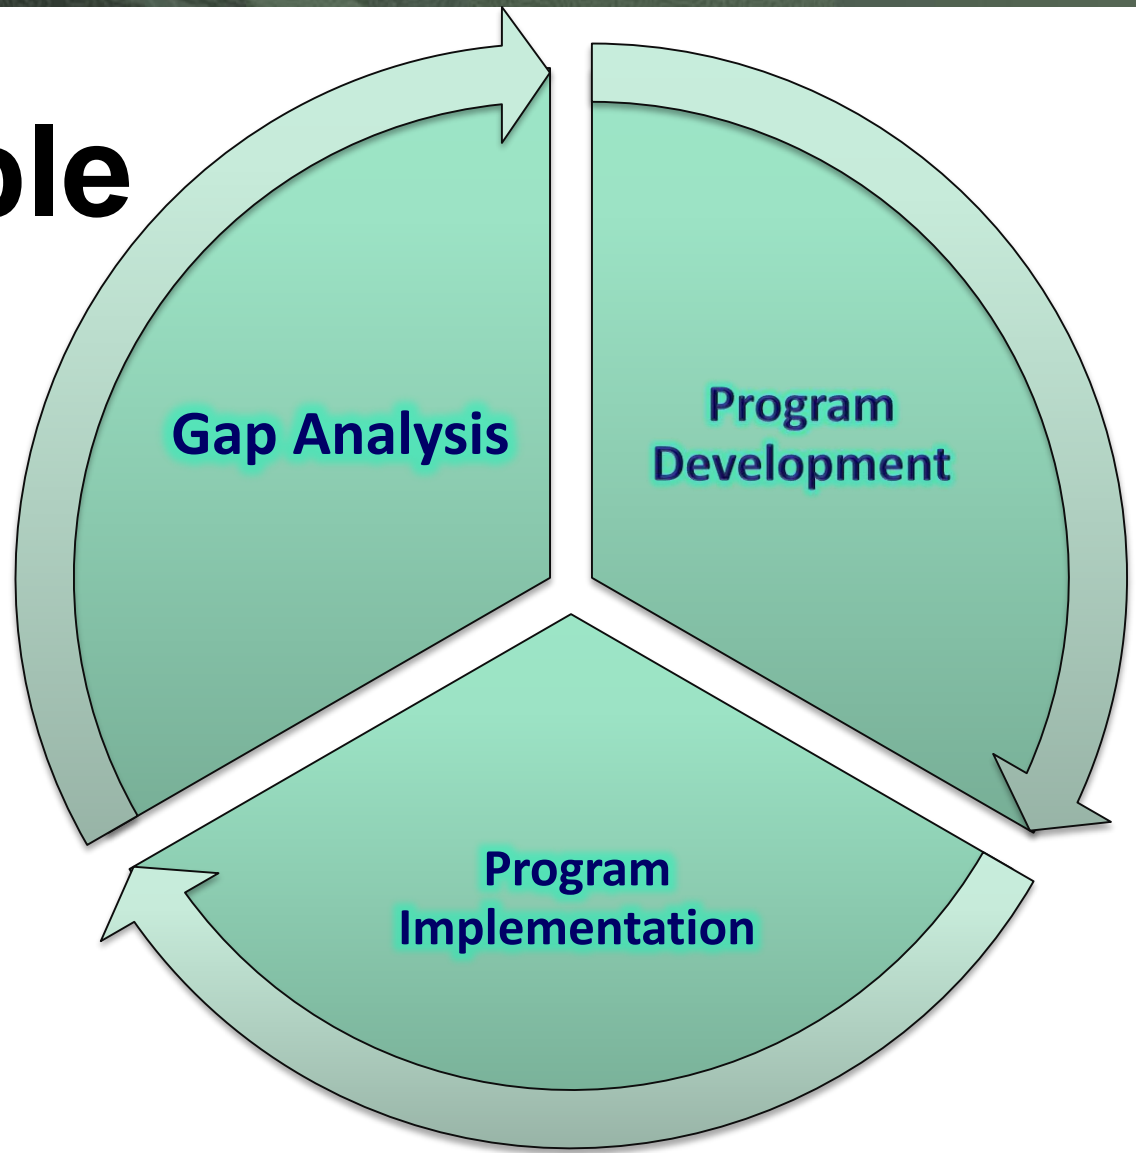 ple
Gap Analysis
Program
Development
Program
Implementation